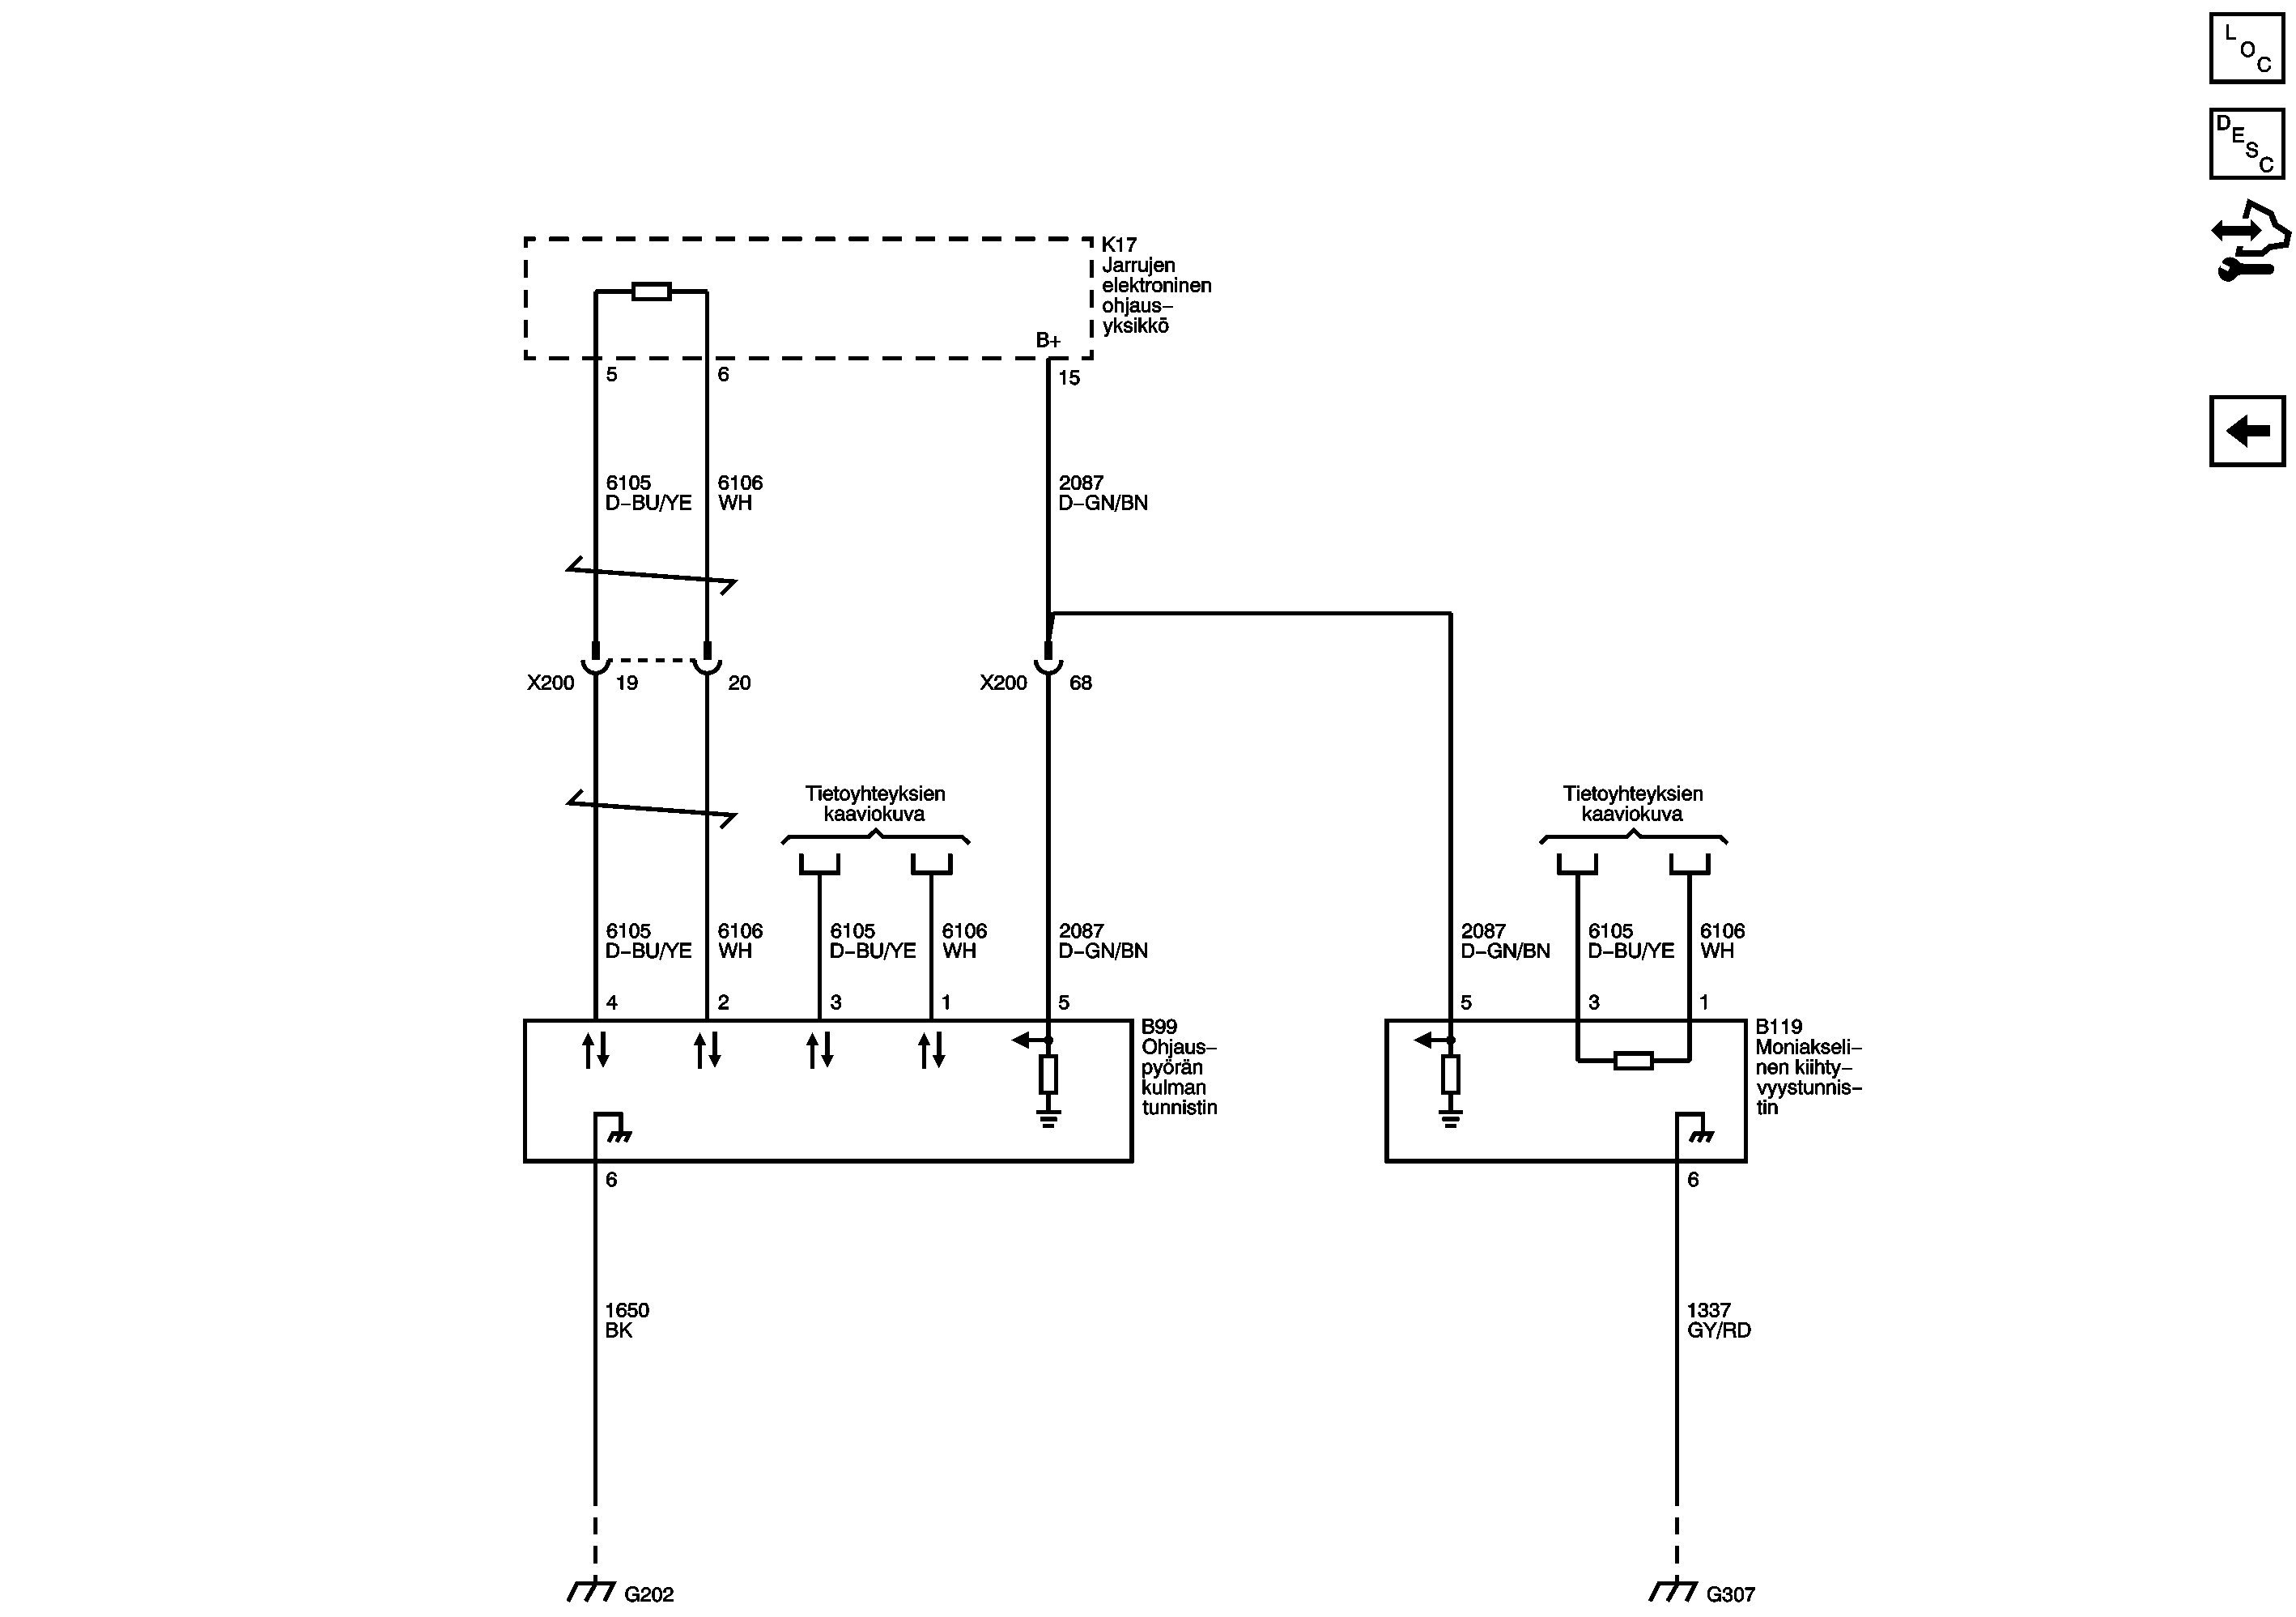 L
O
C
D
E
S
C
K17
Jarrujen
elektroninen
ohjaus–
yksikkö
B+
5
6
15
6105
D–BU/YE
6106
WH
2087
D–GN/BN
X200
19
20
X200
68
Tietoyhteyksien
kaaviokuva
Tietoyhteyksien
kaaviokuva
6105
D–BU/YE
6106
WH
6105
D–BU/YE
6106
WH
2087
D–GN/BN
2087
D–GN/BN
6105
D–BU/YE
6106
WH
4
2
3
1
5
5
3
1
B99
Ohjaus–
pyörän
kulman
tunnistin
B119
Moniakseli–
nen kiihty–
vyystunnis–
tin
6
6
1650
BK
1337
GY/RD
G202
G307